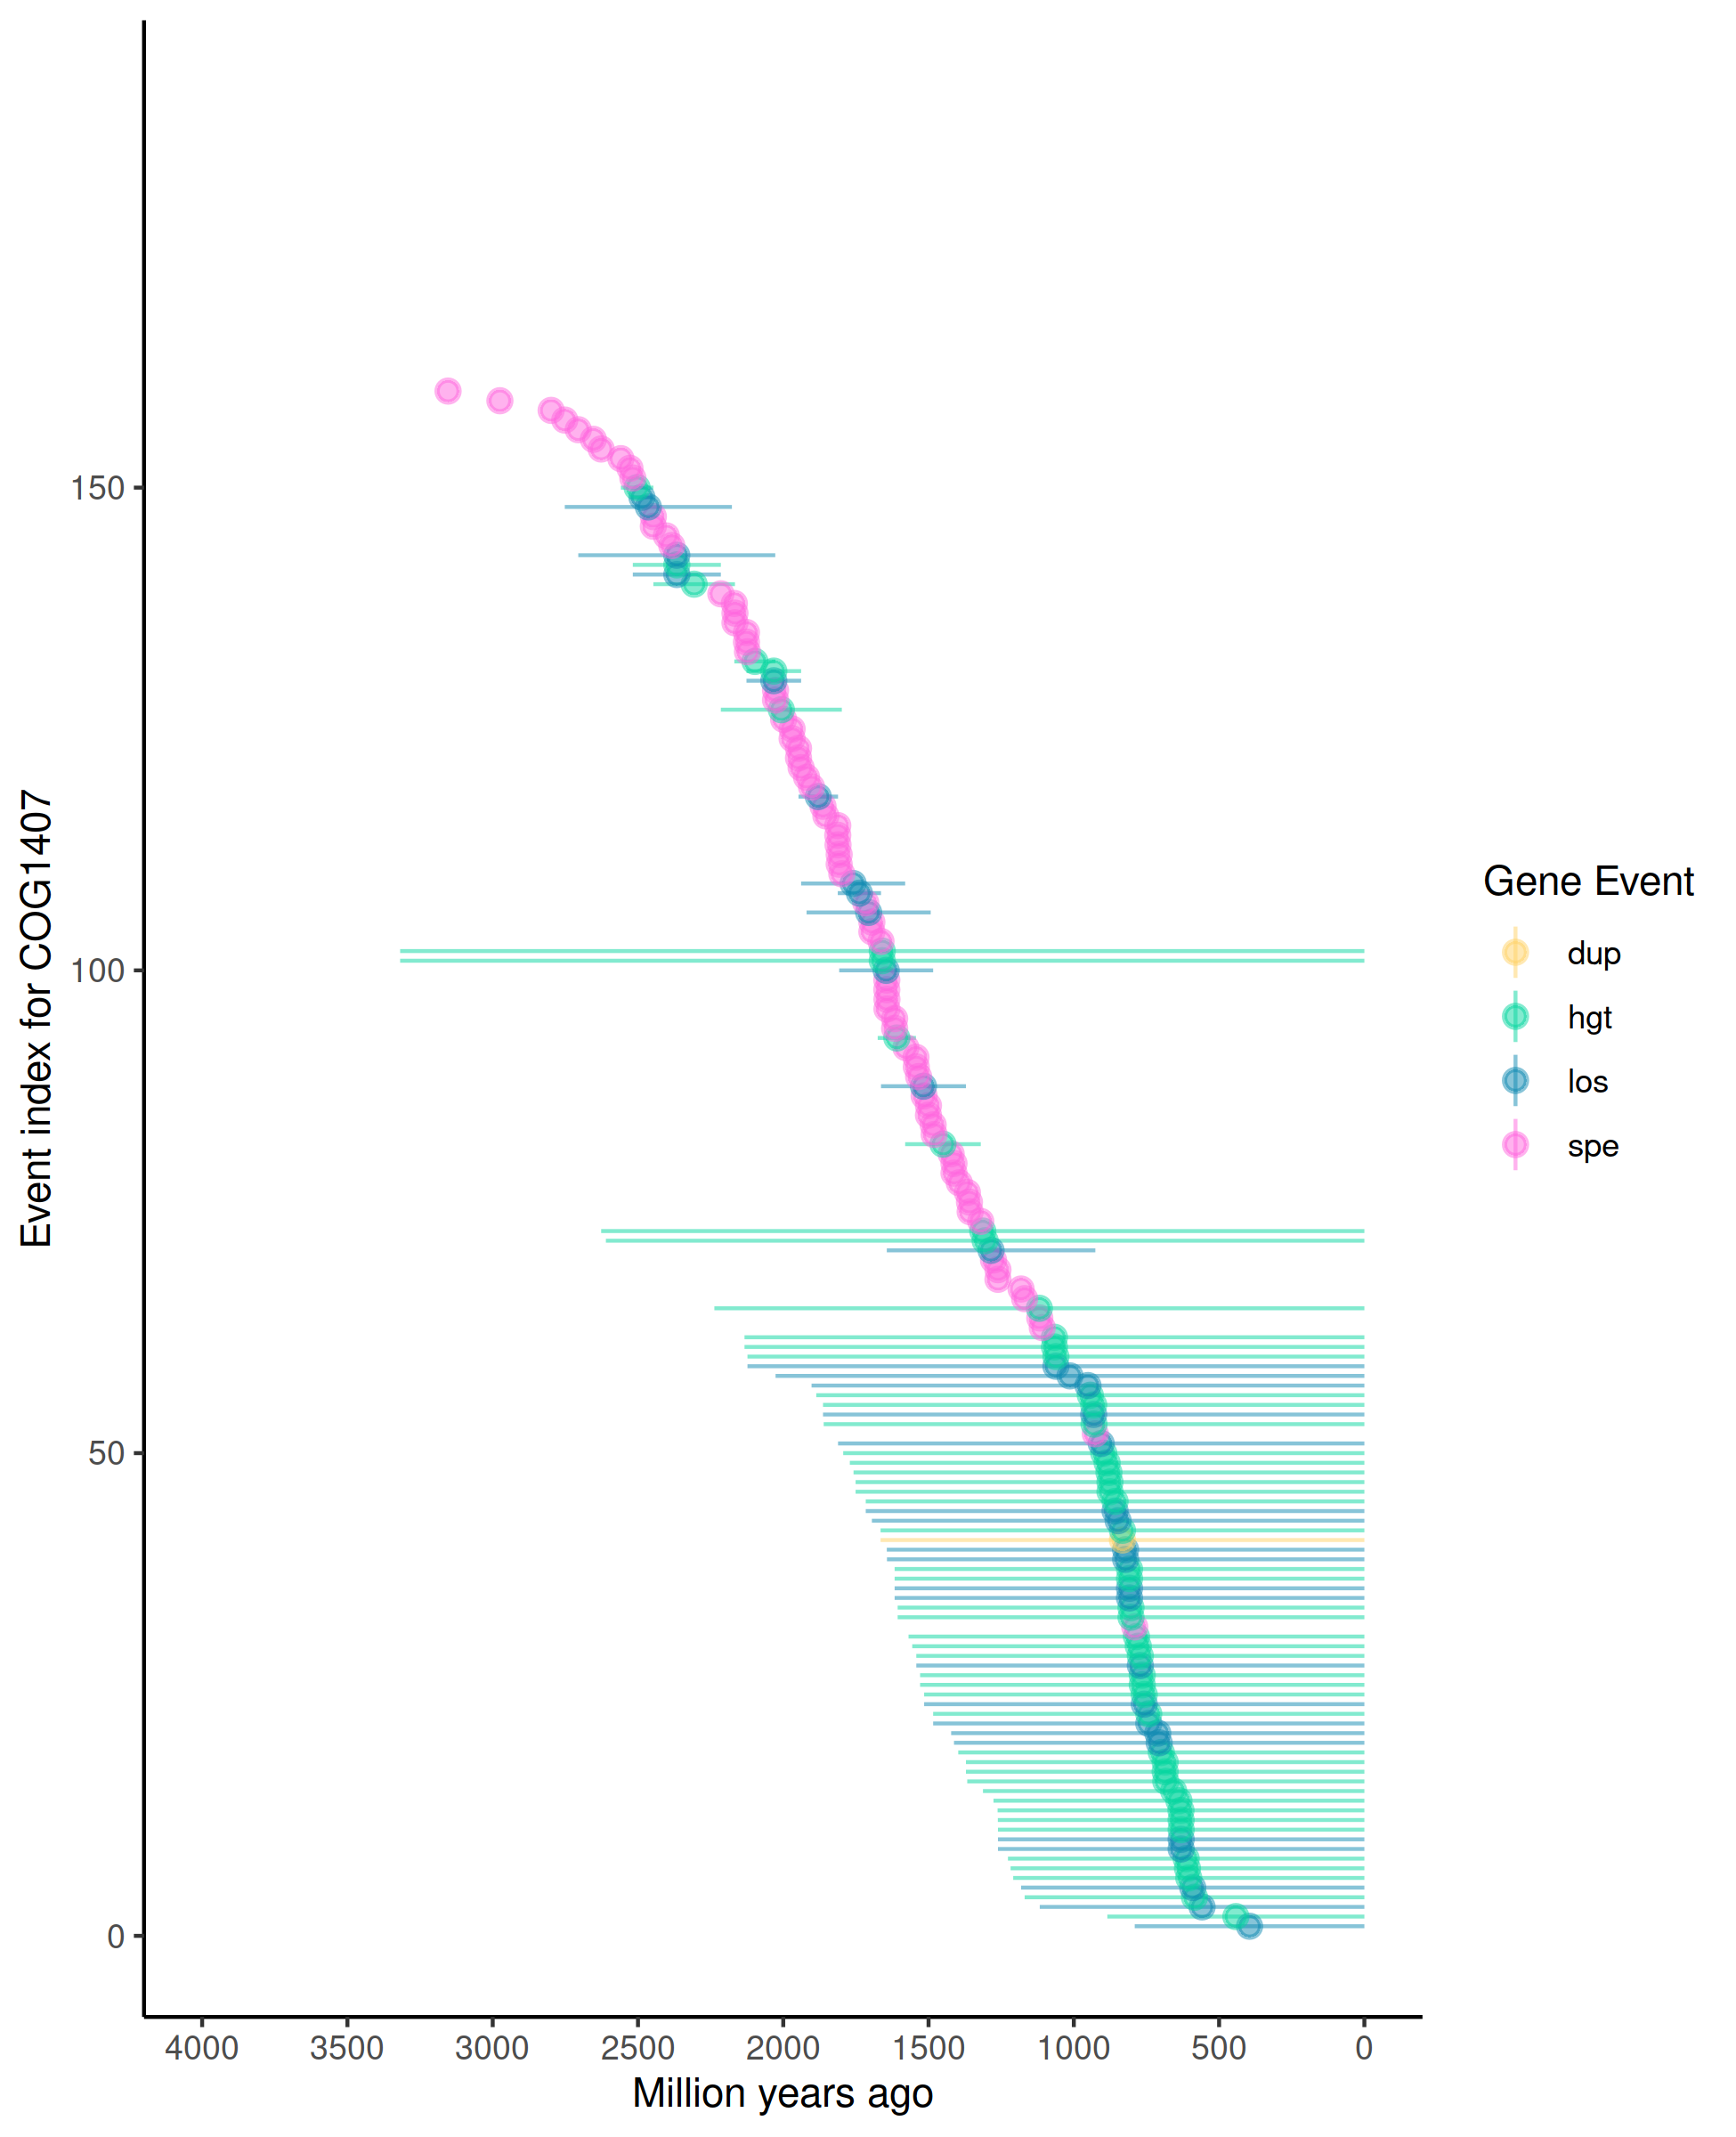 Event index for COG1407
150
100
50
0
4000 3500 3000 2500 2000 1500 1000 500 0
Million years ago
Gene Event
dup
hgt
los
spe